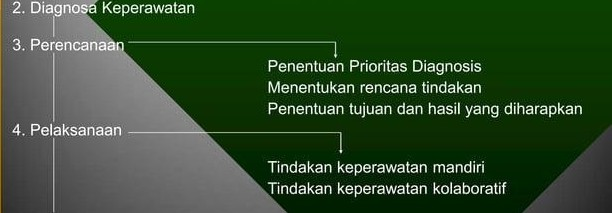 2. Diagnosa Keperawatan
3. Perencanaan
Penentuan Prioritas Diagnosis
Menentukan rencana tindakan
Penentuan tujuan dan hasil yang diharapkan
4. Pelaksanaan
Tindakan keperawatan mandiri
Tindakan keperawatan kolaboratif